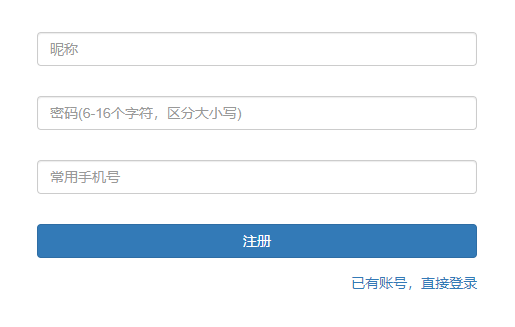 昵称
密码(6-16个字符，区分大小写)
常用手机号
注册
已有账号，直接登录